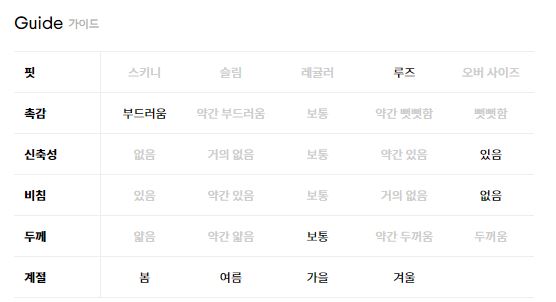 Guide 가이드
핏 스키니 슬림 레귤러 루즈 오버 사이즈
촉감 부드러움 약간 부드러움 보통 약간 뻣뻣함 뻣뻣함
신축성 없음 거의 없음 보통 약간 있음 있음
비침 있음 약간 있음 보통 거의 없음 없음
두께 얇음 약간 얇음 보통 약간 두꺼움 두꺼움
계절 봄 여름 가을 겨울